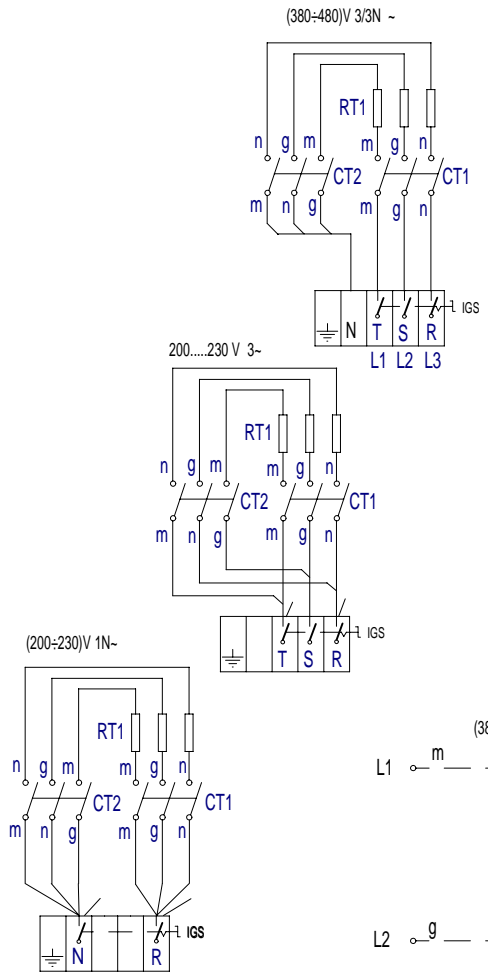 (380÷480)V 3/3N ~
RT1
n g m m g n
CT2 CT1
m n g m g n
N T S R IGS
L1 L2 L3
200.....230 V 3~
RT1
n g m m g n
CT2 CT1
m n g m g n
T S R IGS
(200÷230)V 1N~
RT1
n g m m g n
CT2 CT1
m n g m g n
N R IGS
(38
L1 m
L2 g